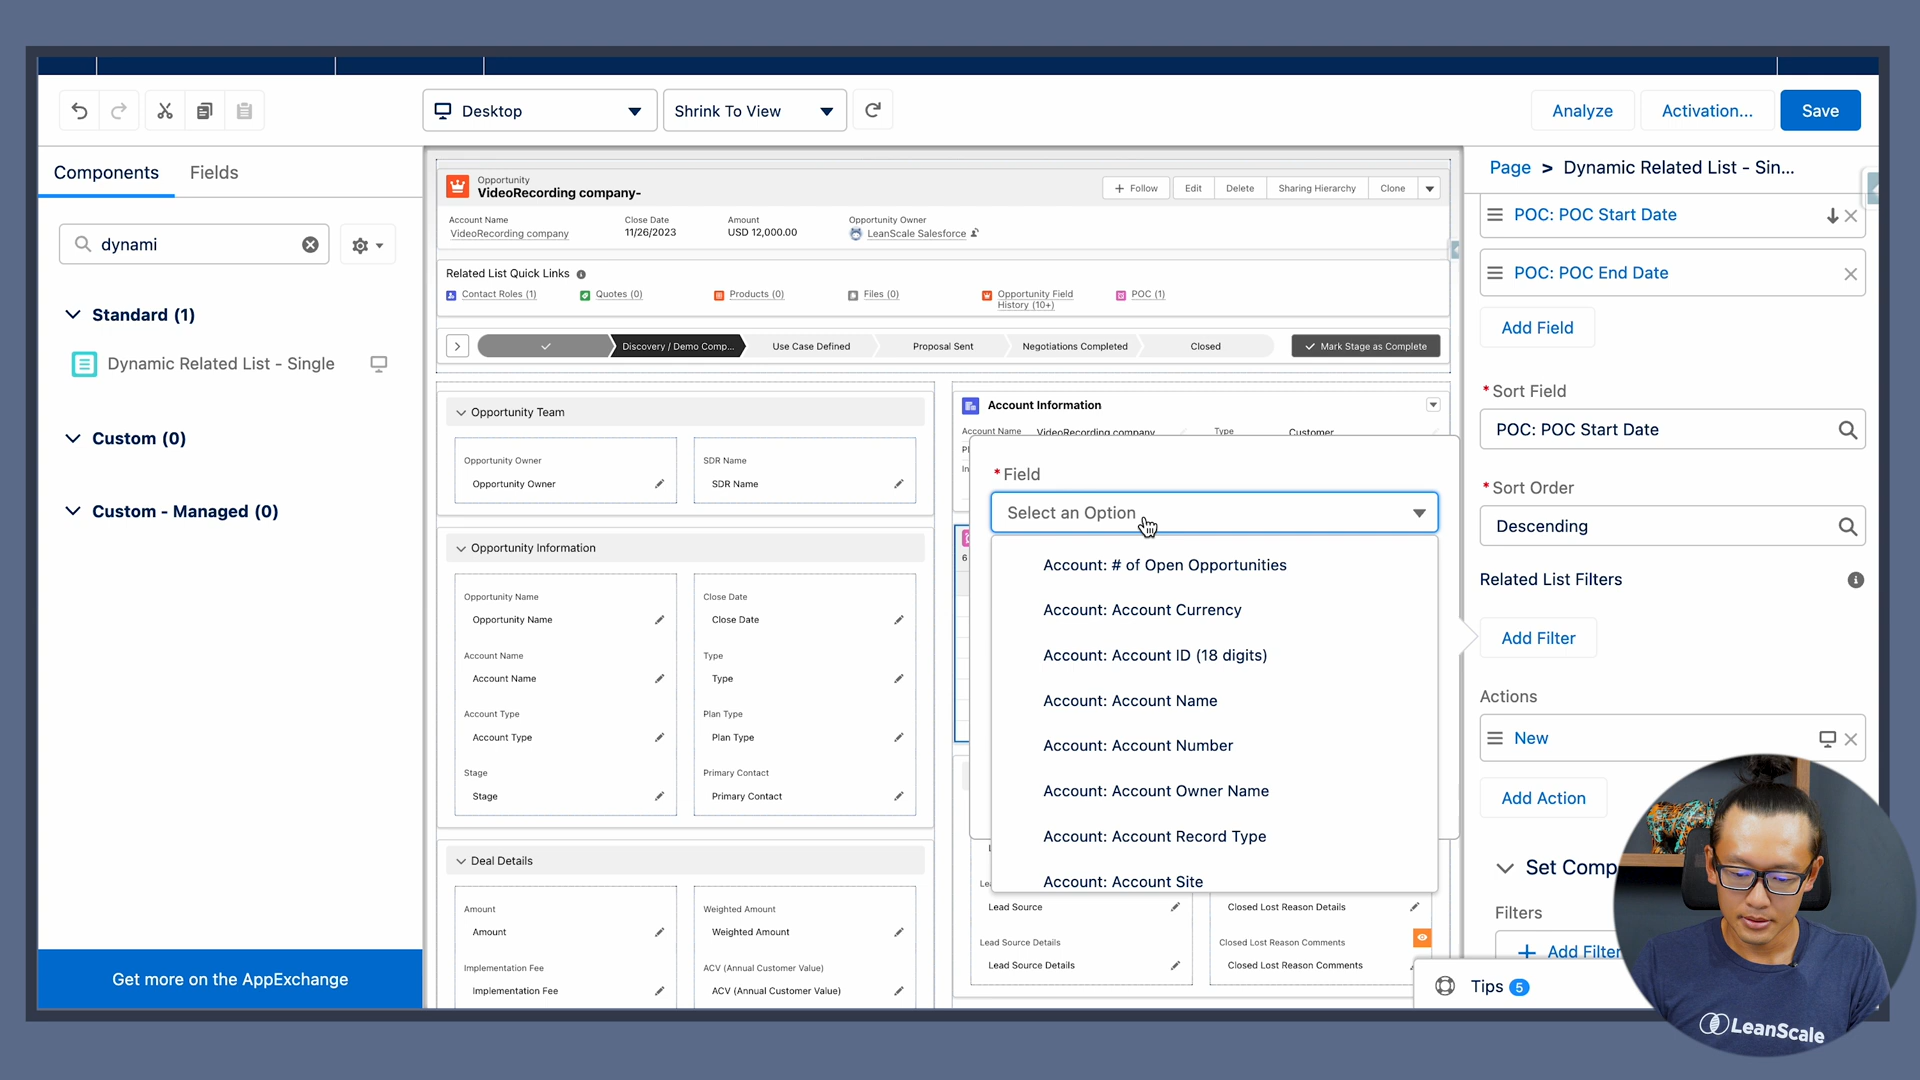 Desktop
Shrink To View
Analyze
Activation...
Save
Components
Fields
dynami
Standard (1)
Dynamic Related List - Single
Custom (0)
Custom - Managed (0)
Get more on the AppExchange
Opportunity
VideoRecording company-
Follow
Edit
Delete
Sharing Hierarchy
Clone
Account Name
Close Date
Amount
Opportunity Owner
VideoRecording company
11/26/2023
USD 12,000.00
LeanScale Salesforce
Related List Quick Links
Contact Roles (1)
Quotes (0)
Products (0)
Files (0)
Opportunity Field
History (10+)
POC (1)
Discovery / Demo Comp...
Use Case Defined
Proposal Sent
Negotiations Completed
Closed
Mark Stage as Complete
Opportunity Team
Opportunity Owner
Opportunity Owner
SDR Name
SDR Name
Opportunity Information
Opportunity Name
Opportunity Name
Close Date
Close Date
Account Name
Account Name
Type
Type
Account Type
Account Type
Plan Type
Plan Type
Stage
Stage
Primary Contact
Primary Contact
Deal Details
Amount
Amount
Weighted Amount
Weighted Amount
Implementation Fee
Implementation Fee
ACV (Annual Customer Value)
ACV (Annual Customer Value)
Account Information
Account Name
VideoRecording company
Type
Customer
*Field
Select an Option
Account: # of Open Opportunities
Account: Account Currency
Account: Account ID (18 digits)
Account: Account Name
Account: Account Number
Account: Account Owner Name
Account: Account Record Type
Account: Account Site
6
Lead Source
Closed Lost Reason Details
Lead Source Details
Lead Source Details
Closed Lost Reason Comments
Closed Lost Reason Comments
Page > Dynamic Related List - Sin...
POC: POC Start Date
POC: POC End Date
Add Field
*Sort Field
POC: POC Start Date
*Sort Order
Descending
Related List Filters
Add Filter
Actions
New
Add Action
Set Comp
Filters
Add Filter
Tips 5
LeanScale